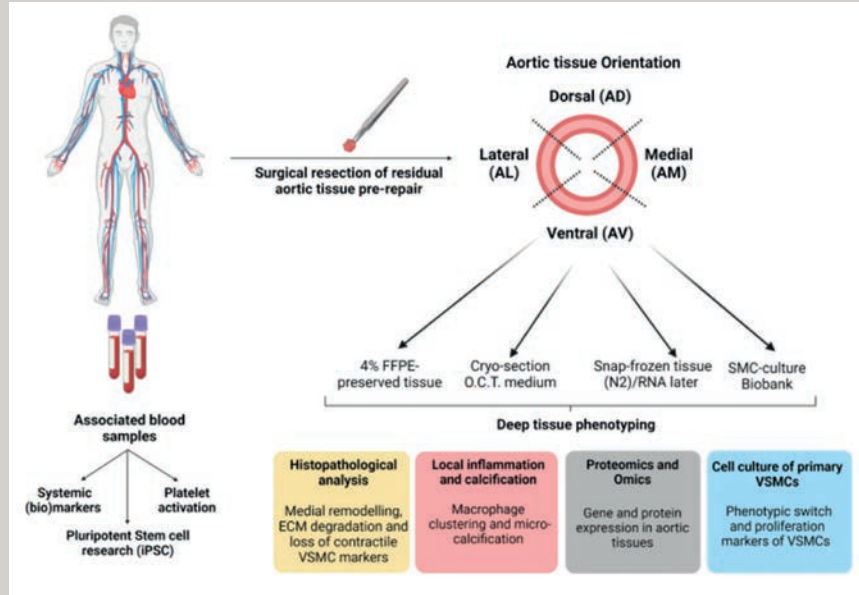 Aortic tissue Orientation
Dorsal (AD)
Lateral
(AL)
Medial
(AM)
Ventral (AV)
Surgical resection of residual
aortic tissue pre-repair
4% FFPE-
preserved tissue
Cryo-section
O.C.T. medium
Snap-frozen tissue
(N2)/RNA later
SMC-culture
Biobank
Deep tissue phenotyping
Associated blood
samples
Systemic
(bio)markers
Platelet
activation
Pluripotent Stem cell
research (iPSC)
Histopathological
analysis
Medial remodelling,
ECM degradation and
loss of contractile
VSMC markers
Local inflammation
and calcification
Macrophage
clustering and micro-
calcification
Proteomics and
Omics
Gene and protein
expression in aortic
tissues
Cell culture of primary
VSMCs
Phenotypic switch
and proliferation
markers of VSMCs